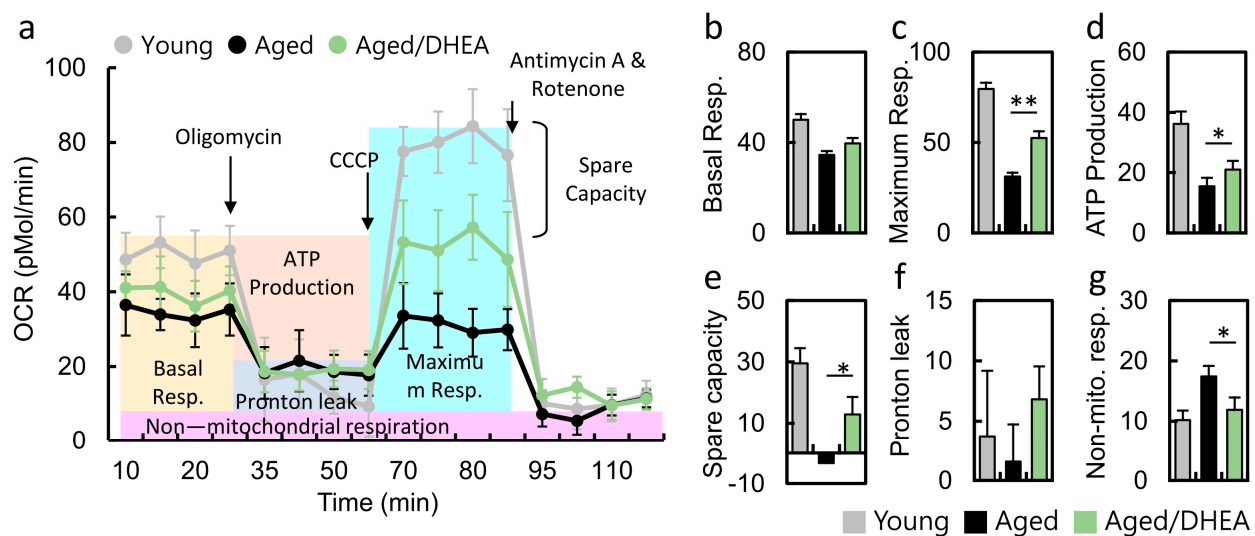 a
Young Aged Aged/DHEA
OCR (pMol/min)
100
80
60
40
20
0
Oligomycin
CCCP
Antimycin A &
Rotenone
Spare
Capacity
ATP
Production
Basal
Resp.
Pronton leak
Maximu
m Resp.
Non—mitochondrial respiration
10 20 35 50 70 80 95 110
Time (min)
b
Basal Resp.
80
40
0
c
Maximum Resp.
100
50
0
**
d
ATP Production
60
40
20
0
*
e
Spare capacity
50
30
10
-10
*
f
Pronton leak
15
10
5
0
g
Non-mito. resp.
30
20
10
0
*
Young Aged Aged/DHEA